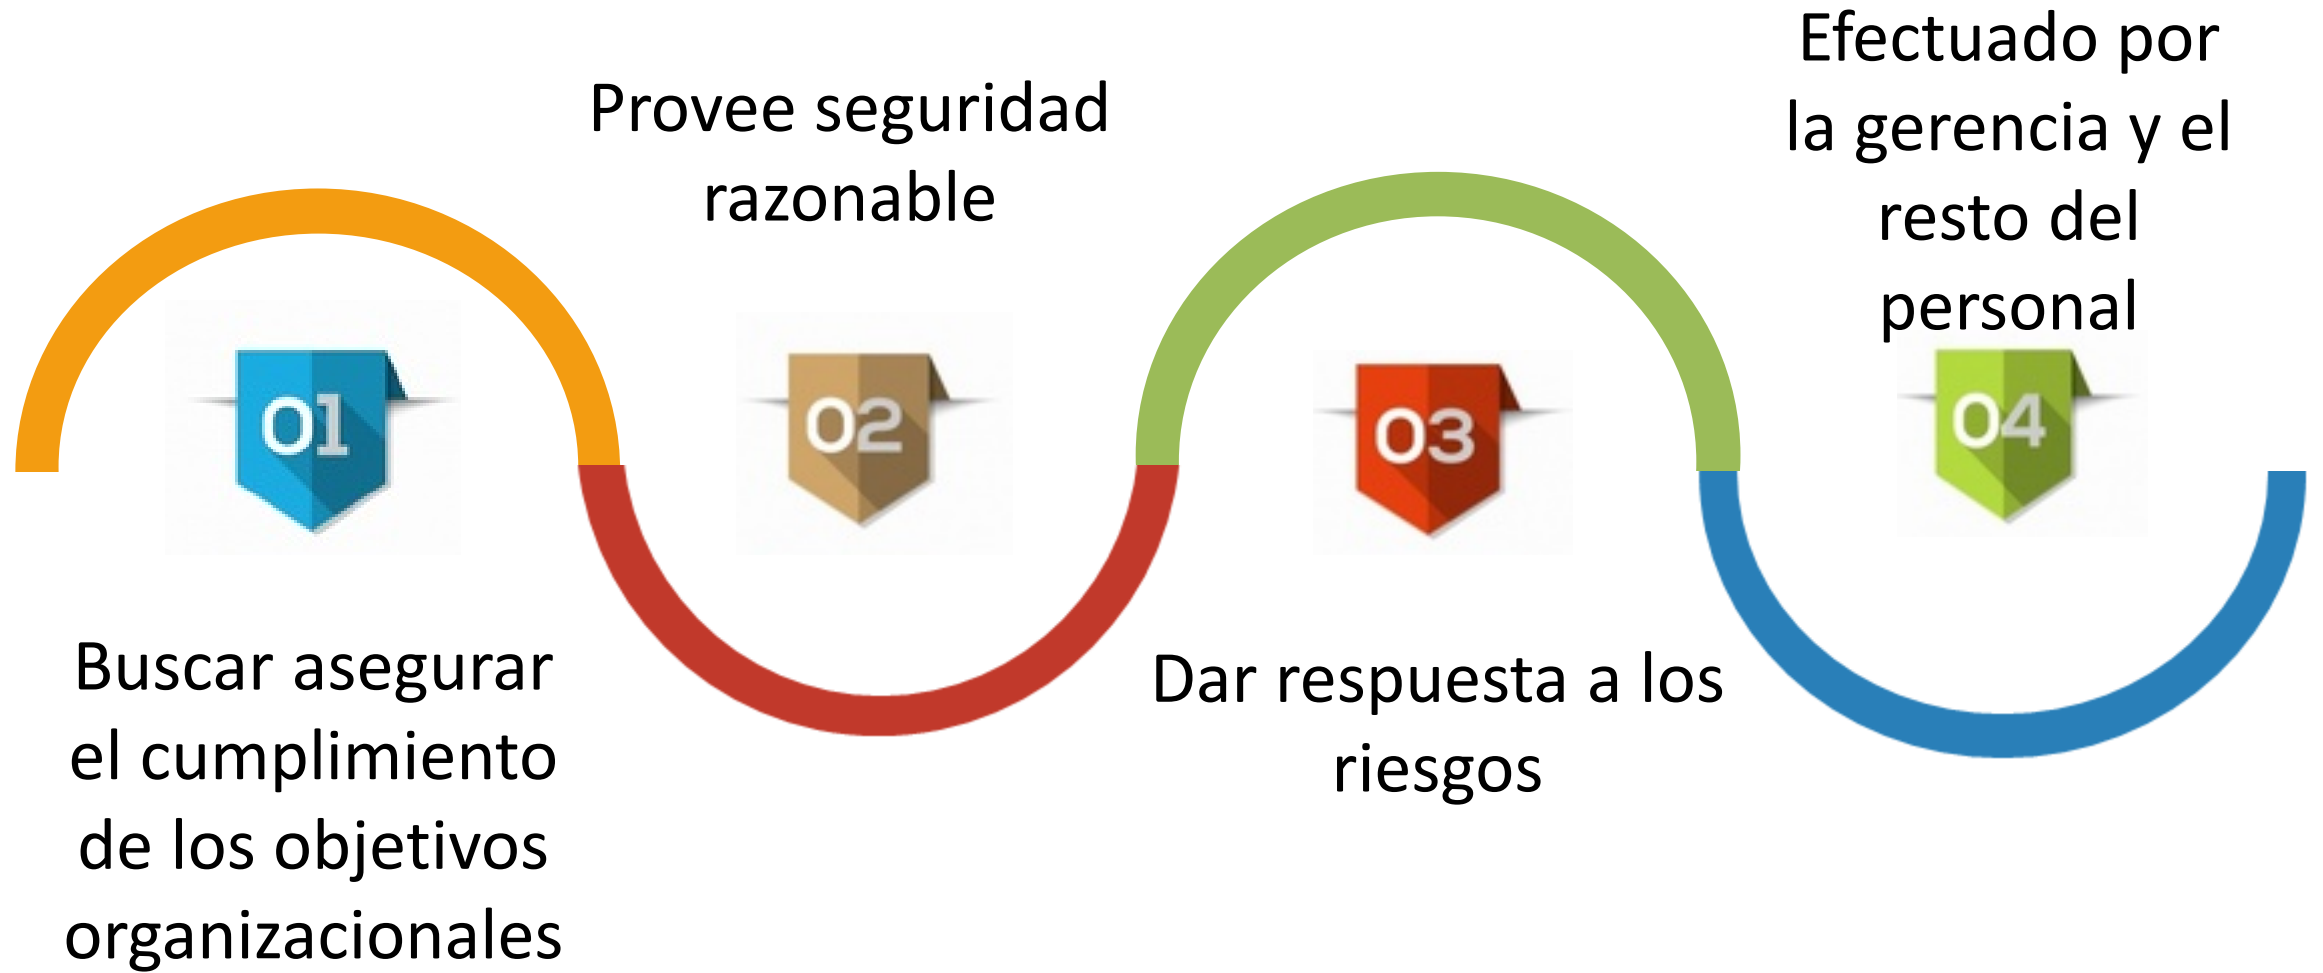 01
Buscar asegurar
el cumplimiento
de los objetivos
organizacionales
Provee seguridad
razonable
02
03
Dar respuesta a los
riesgos
Efectuado por
la gerencia y el
resto del
personal
04